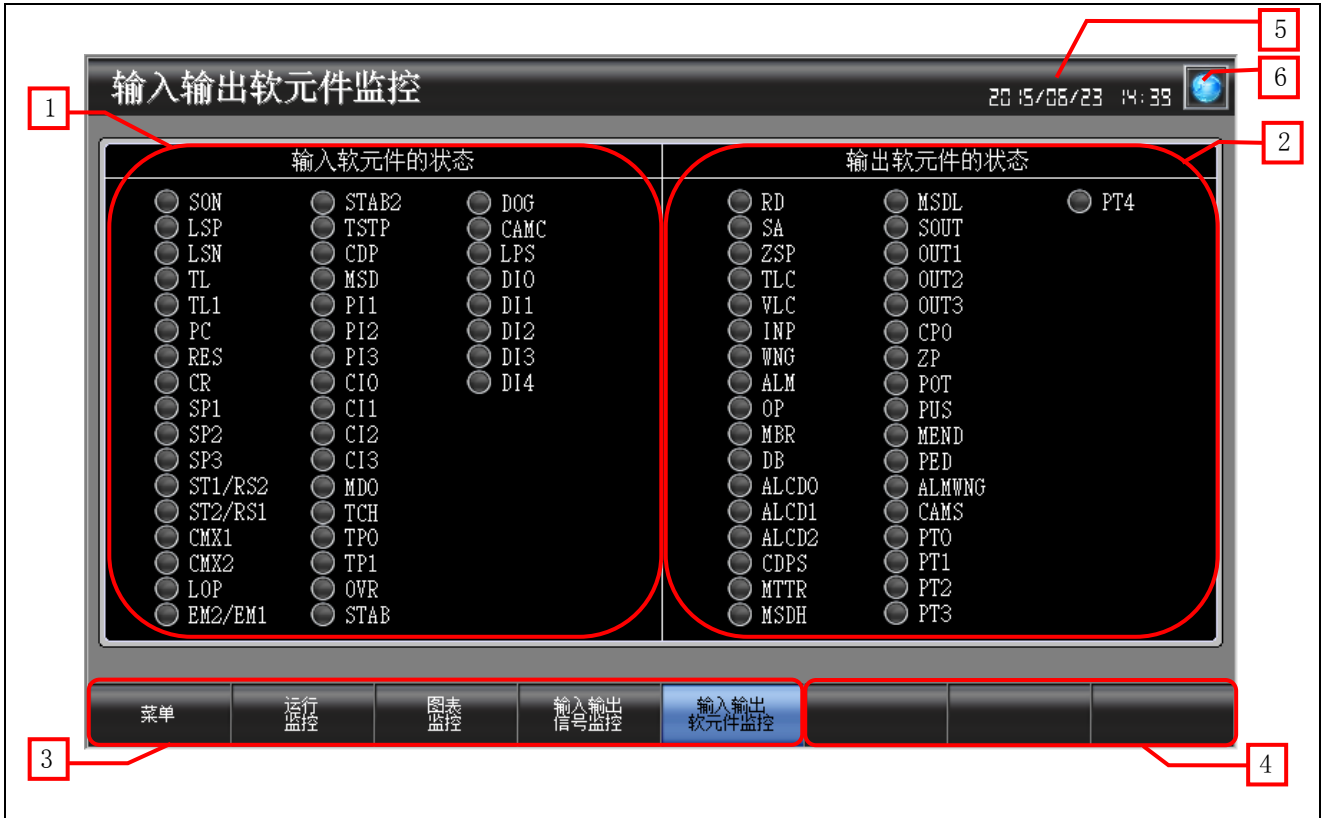 5
输入输出软元件监控
2015/06/23 14:39
6
1
2
输入软元件的状态
SON
LSP
LSN
TL
TL1
PC
RES
CR
SP1
SP2
SP3
ST1/RS2
ST2/RS1
CMX1
CMX2
LOP
EM2/EM1
STAB2
TSTP
CDP
MSD
PI1
PI2
PI3
CI0
CI1
CI2
CI3
MD0
TCH
TP0
TP1
OVR
STAB
DOG
CAMC
LPS
DI0
DI1
DI2
DI3
DI4
输出软元件的状态
RD
SA
ZSP
TLC
VLC
INP
WNG
ALM
OP
MBR
DB
ALCD0
ALCD1
ALCD2
CDPS
MTTR
MSDH
MSDL
SOUT
OUT1
OUT2
OUT3
CPO
ZP
POT
PUS
MEND
PED
ALMWNG
CAMS
PT0
PT1
PT2
PT3
PT4
菜单
运行
监控
图表
监控
输入输出
信号监控
输入输出
软元件监控
3
4